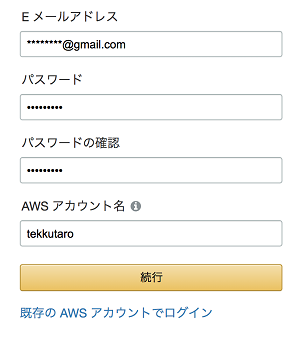 E メールアドレス
********@gmail.com
パスワード
•••••••••
パスワードの確認
•••••••••
AWS アカウント名
tekkutaro
続行
既存の AWS アカウントでログイン